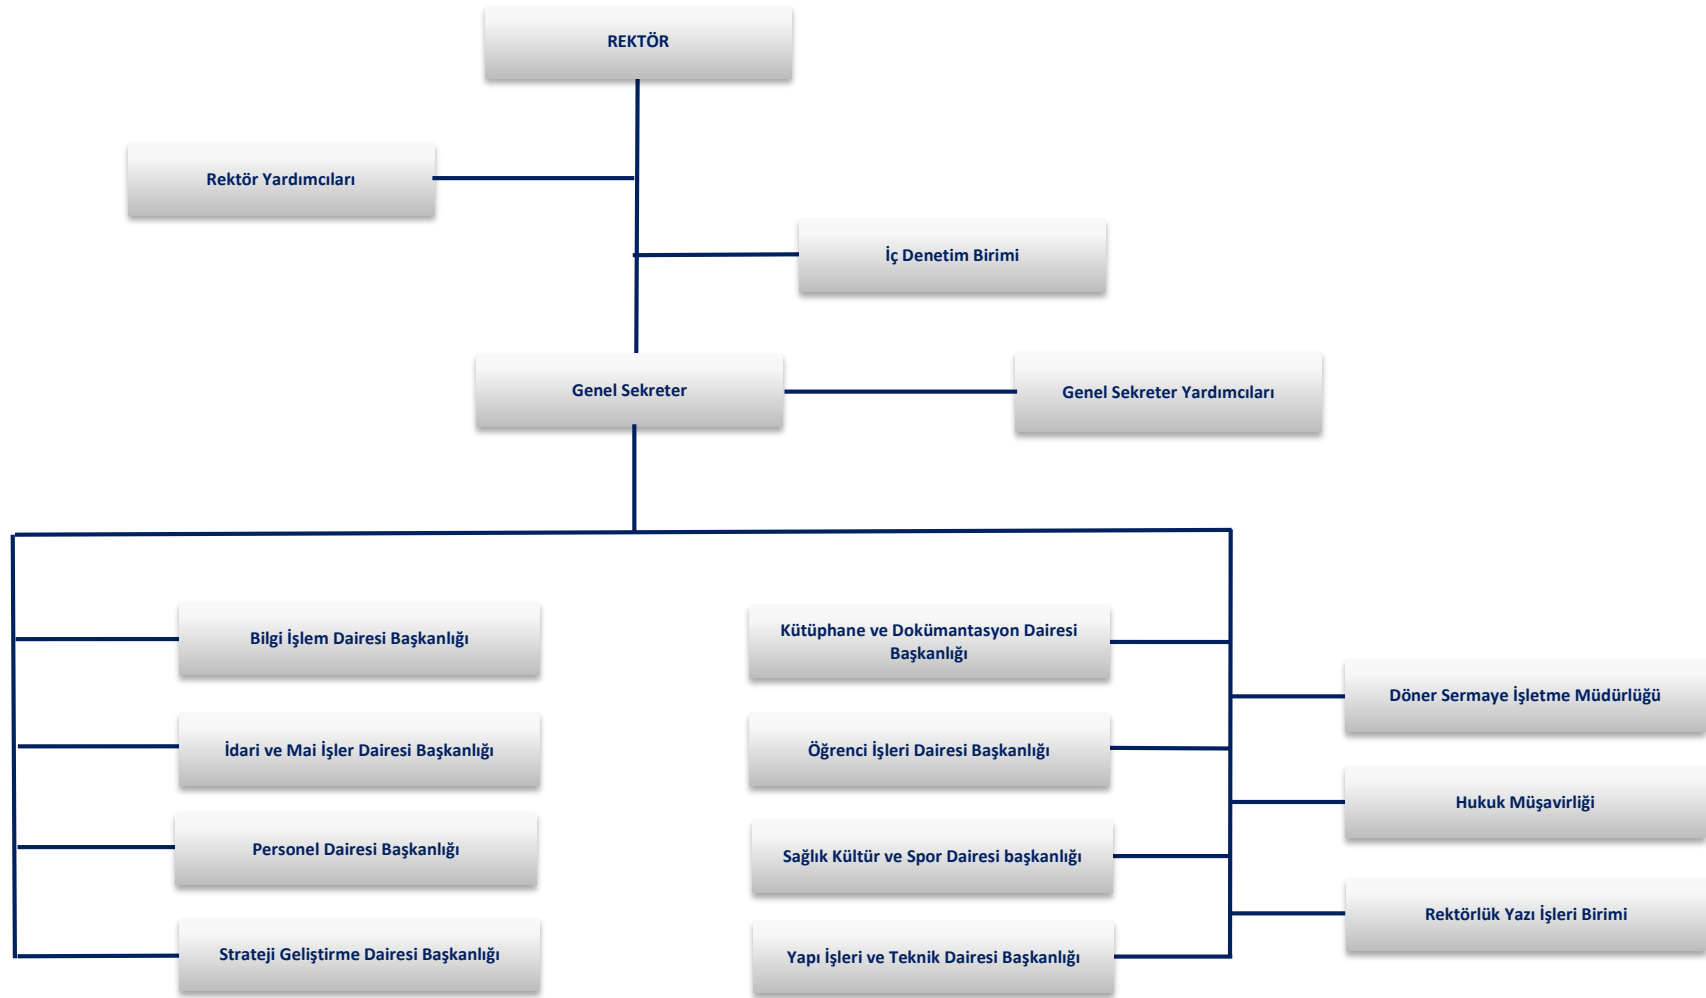 REKTÖR
Rektör Yardımcıları
İç Denetim Birimi
Genel Sekreter
Genel Sekreter Yardımcıları
Bilgi İşlem Dairesi Başkanlığı
Kütüphane ve Dokümantasyon Dairesi
Başkanlığı
Döner Sermaye İşletme Müdürlüğü
İdari ve Mai İşler Dairesi Başkanlığı
Öğrenci İşleri Dairesi Başkanlığı
Hukuk Müşavirliği
Personel Dairesi Başkanlığı
Sağlık Kültür ve Spor Dairesi başkanlığı
Rektörlük Yazı İşleri Birimi
Strateji Geliştirme Dairesi Başkanlığı
Yapı İşleri ve Teknik Dairesi Başkanlığı